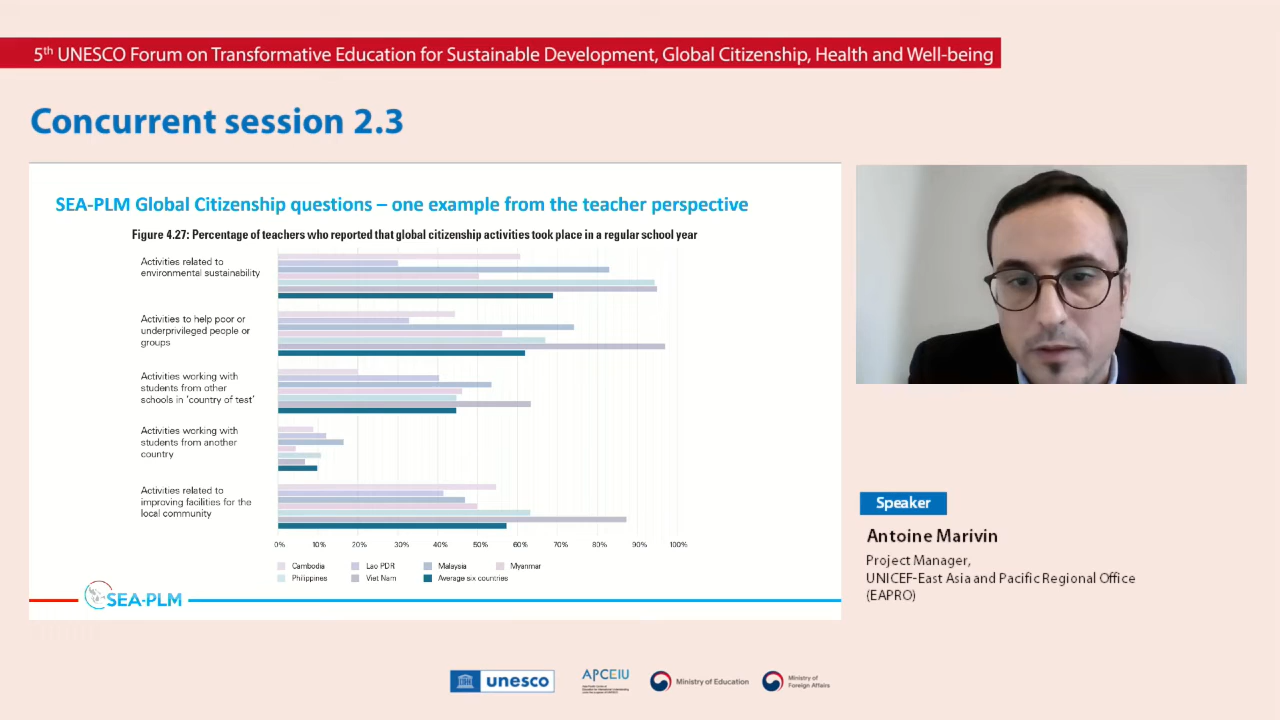 5th UNESCO Forum on Transformative Education for Sustainable Development, Global Citizenship, Health and Well-being
Concurrent session 2.3
SEA-PLM Global Citizenship questions – one example from the teacher perspective
Figure 4.27: Percentage of teachers who reported that global citizenship activities took place in a regular school year
Activities related to
environmental sustainability
Activities to help poor or
underprivileged people or
groups
Activities working with
students from other
schools in 'country of test'
Activities working with
students from another
country
Activities related to
improving facilities for the
local community
0% 10% 20% 30% 40% 50% 60% 70% 80% 90% 100%
Cambodia Lao PDR Malaysia Myanmar
Philippines Viet Nam Average six countries
SEA-PLM
Speaker
Antoine Marivin
Project Manager,
UNICEF-East Asia and Pacific Regional Office
(EAPRO)
unesco
APCEIU
Ministry of Education
Ministry of
Foreign Affairs